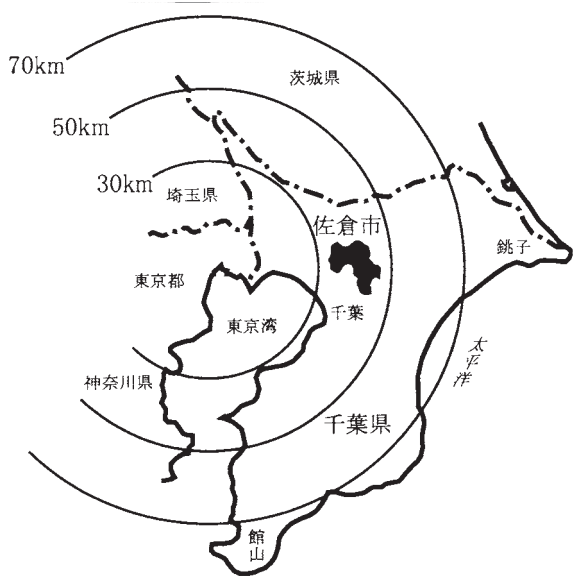 70km
茨城県
50km
30km
埼玉県
佐倉市
銚子
東京都
千葉
東京湾
太平洋
神奈川県
千葉県
館山